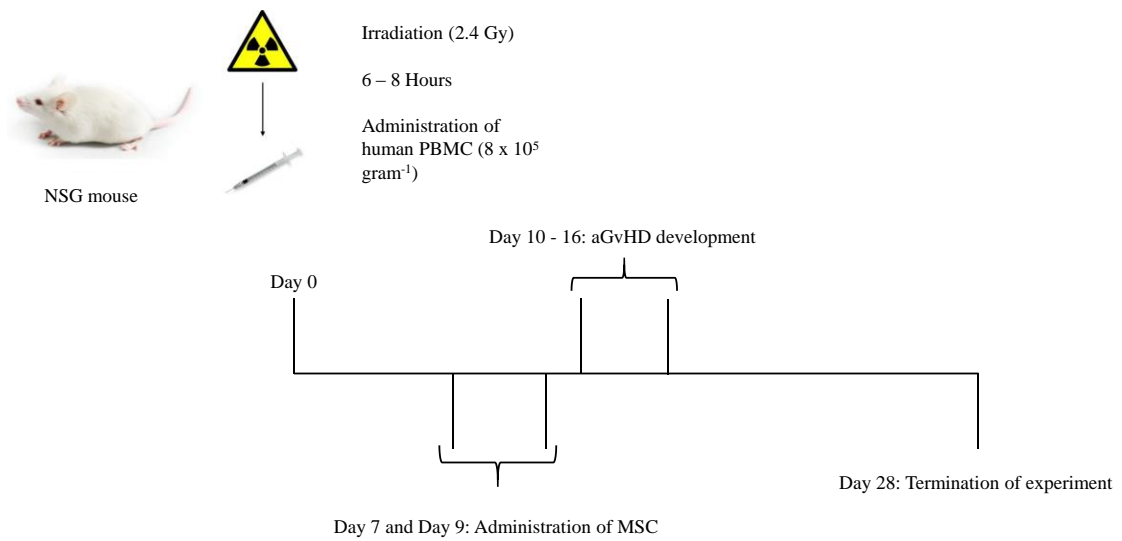 Irradiation (2.4 Gy)
6 – 8 Hours
Administration of
human PBMC (8 x 10⁵
gram⁻¹)
NSG mouse
Day 10 - 16: aGvHD development
Day 0
Day 28: Termination of experiment
Day 7 and Day 9: Administration of MSC